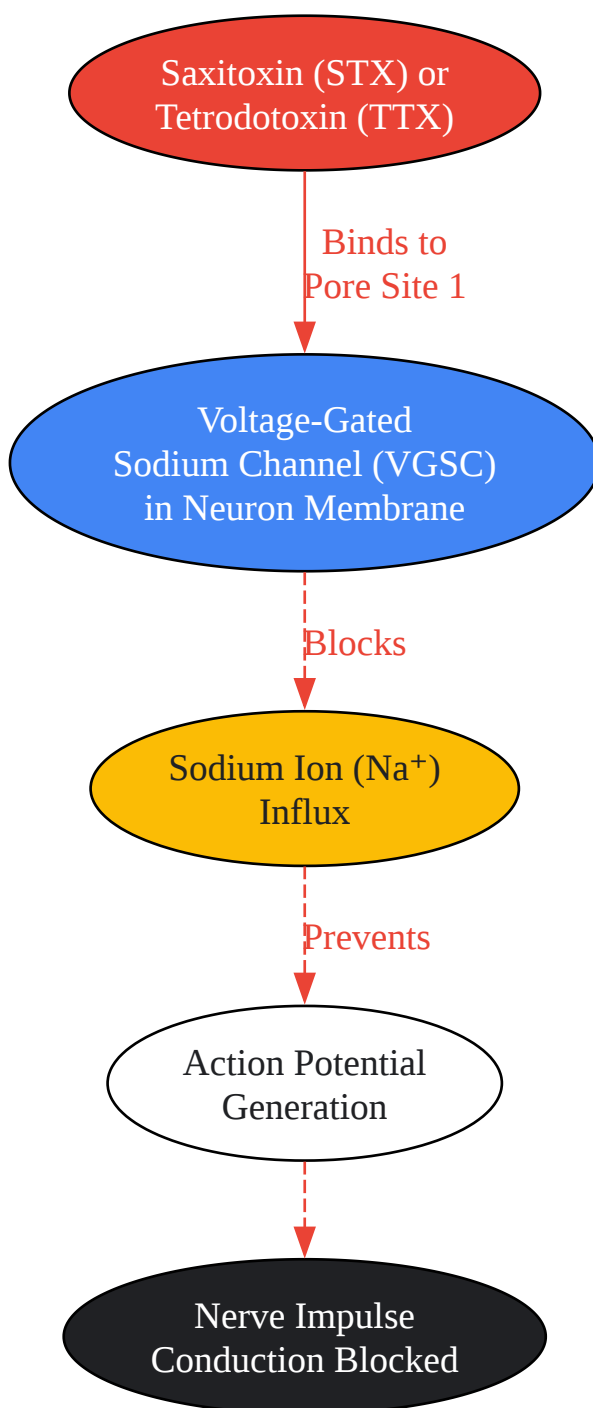 Saxitoxin (STX) or
Tetrodotoxin (TTX)
Binds to
Pore Site 1
Voltage-Gated
Sodium Channel (VGSC)
in Neuron Membrane
Blocks
Sodium Ion (Na⁺)
Influx
Prevents
Action Potential
Generation
Nerve Impulse
Conduction Blocked